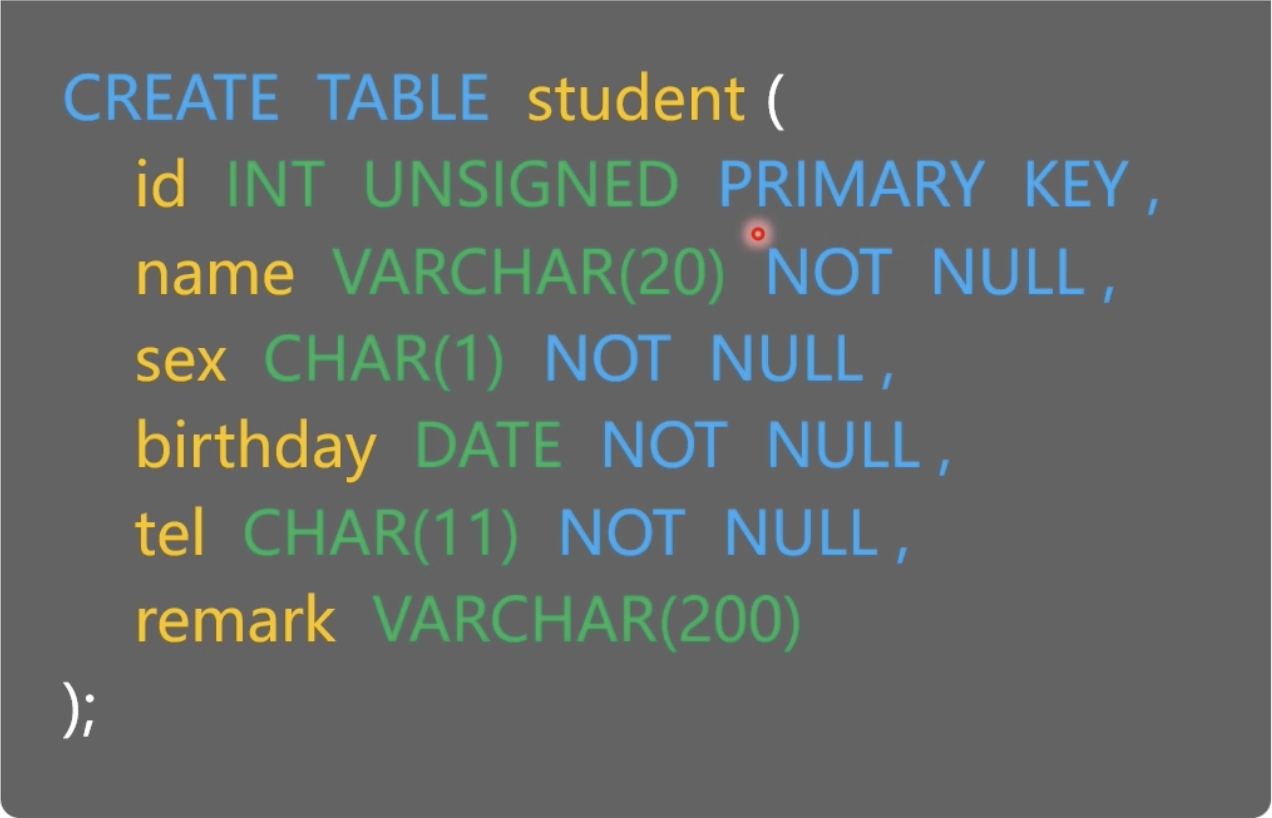 CREATE TABLE student (
id INT UNSIGNED PRIMARY KEY ,
name VARCHAR(20) NOT NULL ,
sex CHAR(1) NOT NULL ,
birthday DATE NOT NULL ,
tel CHAR(11) NOT NULL ,
remark VARCHAR(200)
);